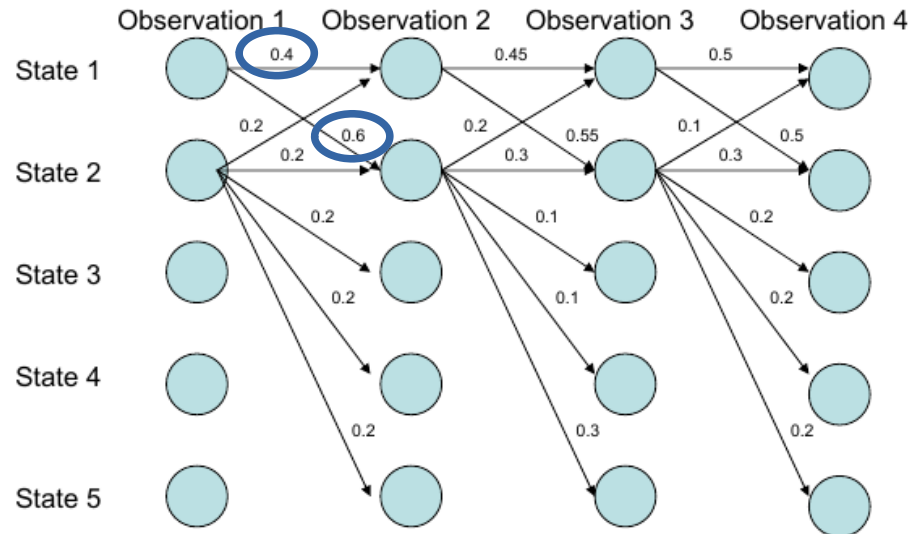 Observation 1 Observation 2 Observation 3 Observation 4
State 1 0.4 0.45 0.5
0.2 0.6 0.2 0.55 0.1 0.5
State 2 0.2 0.3 0.3
0.2 0.1 0.2
State 3
0.2 0.1 0.2
State 4
0.2 0.3 0.2
State 5